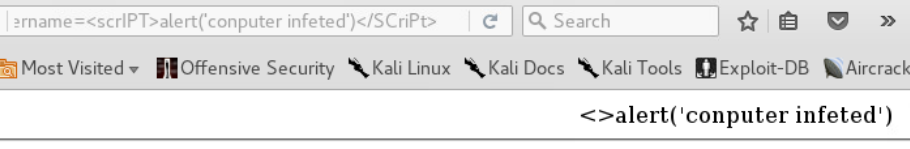 ername=<scrIPT>alert('conputer infeted')</SCriPt> Search »
Most Visited Offensive Security Kali Linux Kali Docs Kali Tools Exploit-DB Aircrack
<>alert('conputer infeted')